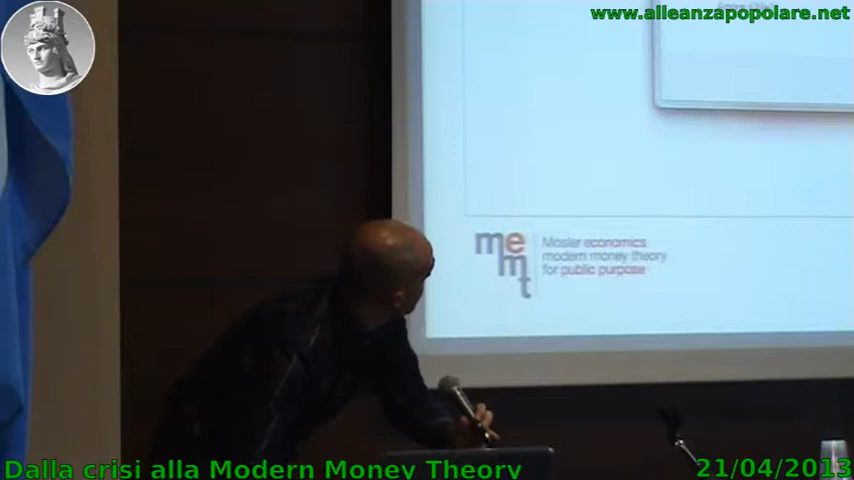 www.alleanzapopolare.net
me
m
t
Mosler economics
modern money theory
for public purpose
Dalla crisi alla Modern Money Theory
21/04/2013